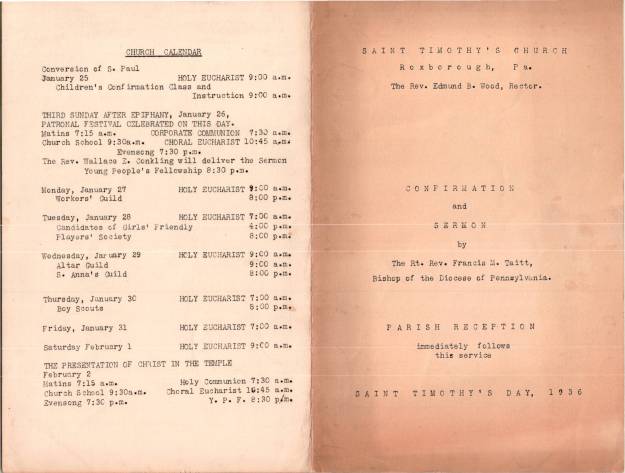 CHURCH CALENDAR
Conversion of S. Paul
January 25 HOLY EUCHARIST 9:00 a.m.
Children's Confirmation Class and
Instruction 9:00 a.m.
THIRD SUNDAY AFTER EPIPHANY, January 26,
PATRONAL FESTIVAL CELEBRATED ON THIS DAY.
Matins 7:15 a.m. CORPORATE COMMUNION 7:30 a.m.
Church School 9:30a.m. CHORAL EUCHARIST 10:45 a.m.
Evensong 7:30 p.m.
The Rev. Wallace E. Conkling will deliver the Sermon
Young People's Fellowship 8:30 p.m.
Monday, January 27 HOLY EUCHARIST 9:00 a.m.
Workers' Guild 8:00 p.m.
Tuesday, January 28 HOLY EUCHARIST 7:00 a.m.
Candidates of Girls' Friendly 4:00 p.m.
Players' Society 8:00 p.m.
Wednesday, January 29 HOLY EUCHARIST 9:00 a.m.
Altar Guild 9:00 a.m.
S. Anna's Guild 8:00 p.m.
Thursday, January 30 HOLY EUCHARIST 7:00 a.m.
Boy Scouts 8:00 p.m.
Friday, January 31 HOLY EUCHARIST 7:00 a.m.
Saturday February 1 HOLY EUCHARIST 9:00 a.m.
THE PRESENTATION OF CHRIST IN THE TEMPLE
February 2
Matins 7:15 a.m. Holy Communion 7:30 a.m.
Church School 9:30a.m. Choral Eucharist 10:45 a.m.
Evensong 7:30 p.m. Y. P. F. 8:30 p.m.
SAINT TIMOTHY'S CHURCH
Roxborough, Pa.
The Rev. Edmund B. Wood, Rector.
CONFIRMATION
and
SERMON
by
The Rt. Rev. Francis M. Taitt,
Bishop of the Diocese of Pennsylvania.
PARISH RECEPTION
immediately follows
this service
SAINT TIMOTHY'S DAY, 1936